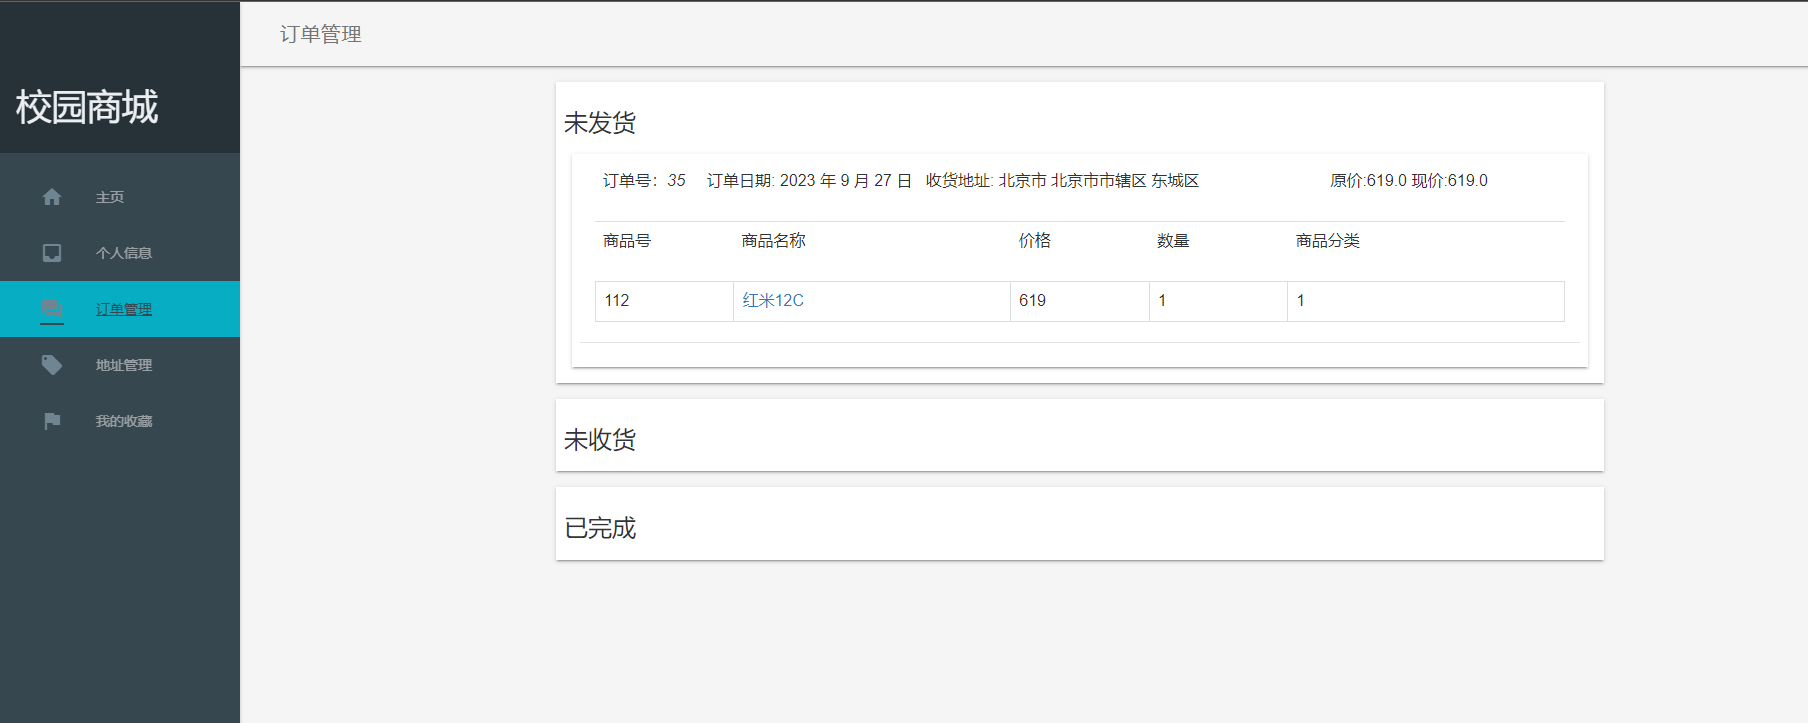 校园商城
主页
个人信息
订单管理
地址管理
我的收藏
订单管理
未发货
订单号：35 订单日期: 2023 年 9 月 27 日 收货地址: 北京市 北京市市辖区 东城区 原价:619.0 现价:619.0
商品号 商品名称 价格 数量 商品分类
112 红米12C 619 1 1
未收货
已完成